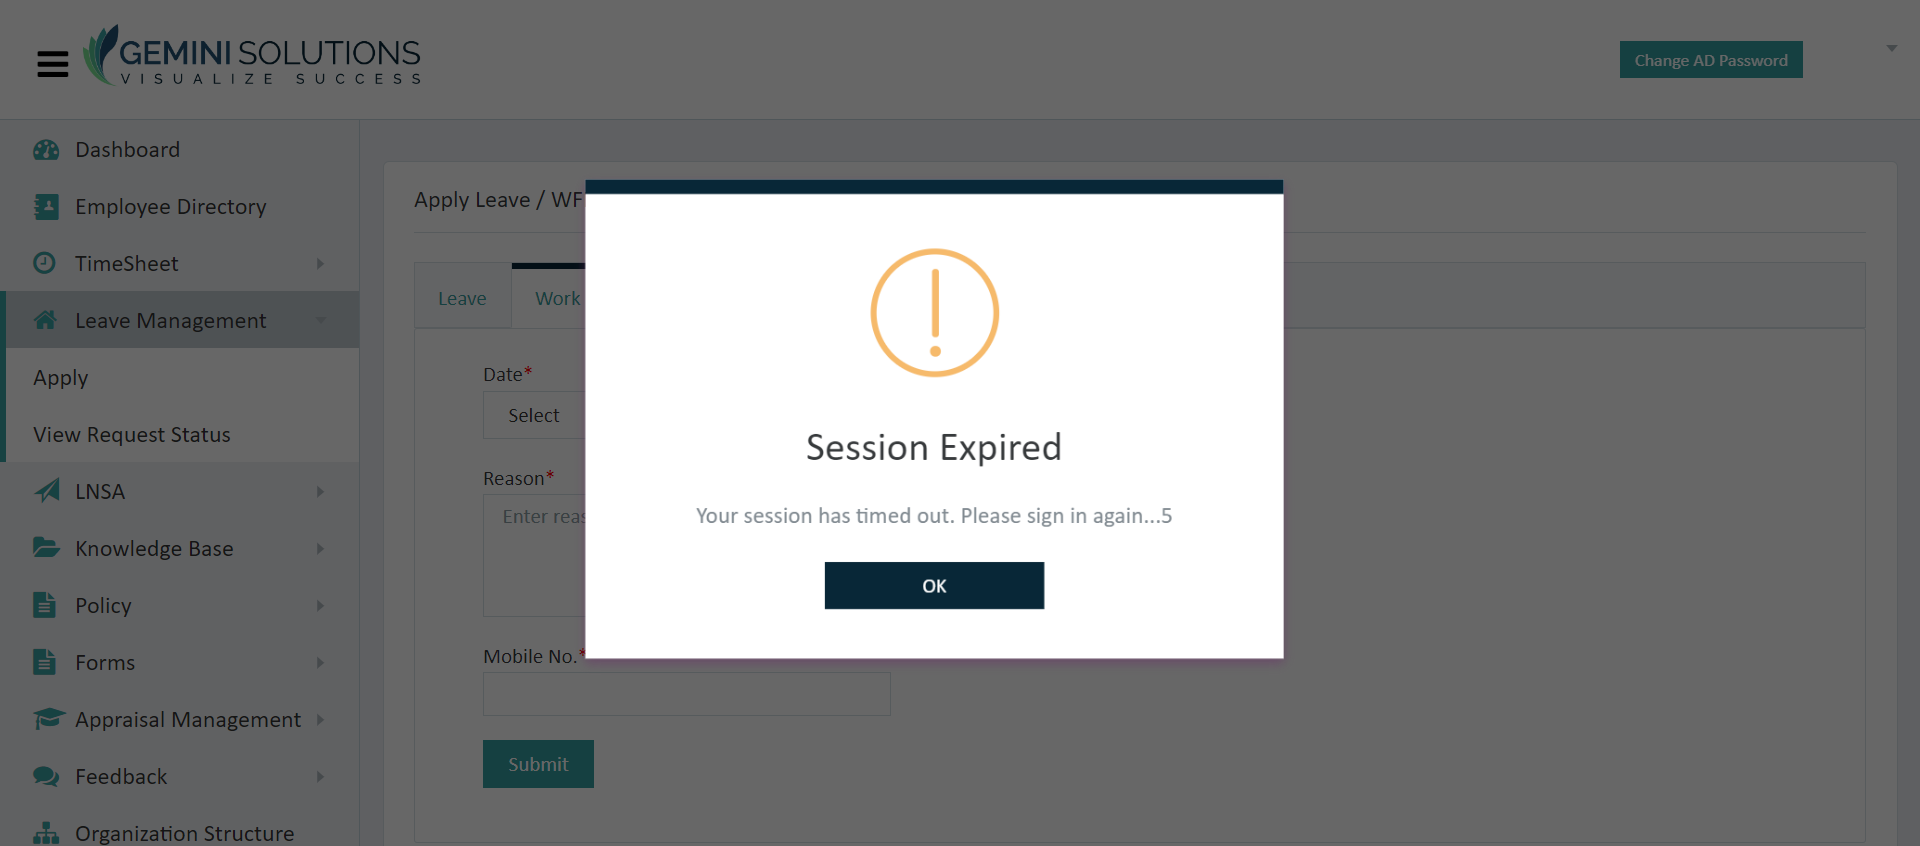 GEMINI SOLUTIONS
VISUALIZE SUCCESS
Change AD Password
Dashboard
Employee Directory
TimeSheet
Leave Management
Apply
View Request Status
LNSA
Knowledge Base
Policy
Forms
Appraisal Management
Feedback
Organization Structure
Apply Leave / WF
Leave
Work
Date*
Select
Reason*
Enter
Mobile No.*
Submit
Session Expired
Your session has timed out. Please sign in again...5
OK